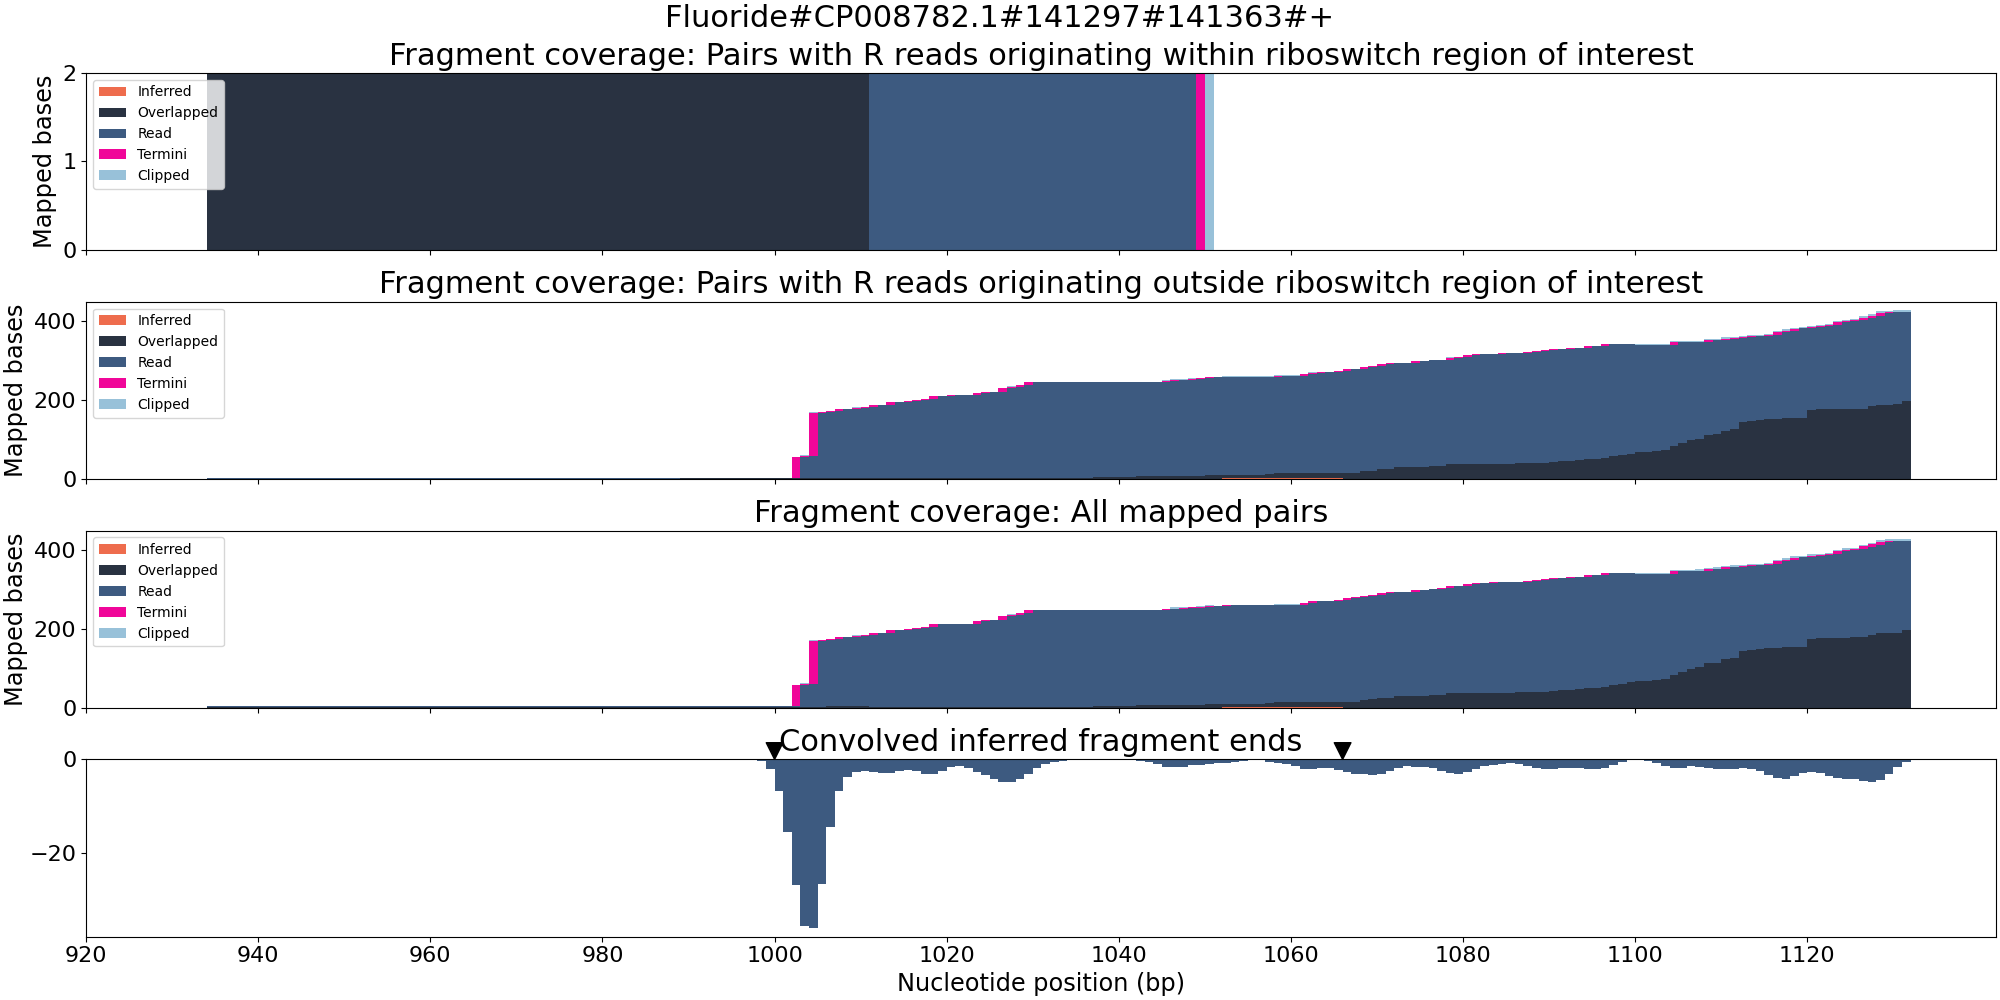 Fluoride#CP008782.1#141297#141363#+
Fragment coverage: Pairs with R reads originating within riboswitch region of interest
Mapped bases
2
1
0
Inferred
Overlapped
Read
Termini
Clipped
Fragment coverage: Pairs with R reads originating outside riboswitch region of interest
Mapped bases
400
200
0
Inferred
Overlapped
Read
Termini
Clipped
Fragment coverage: All mapped pairs
Mapped bases
400
200
0
Inferred
Overlapped
Read
Termini
Clipped
Convolved inferred fragment ends
0
−20
920 940 960 980 1000 1020 1040 1060 1080 1100 1120
Nucleotide position (bp)